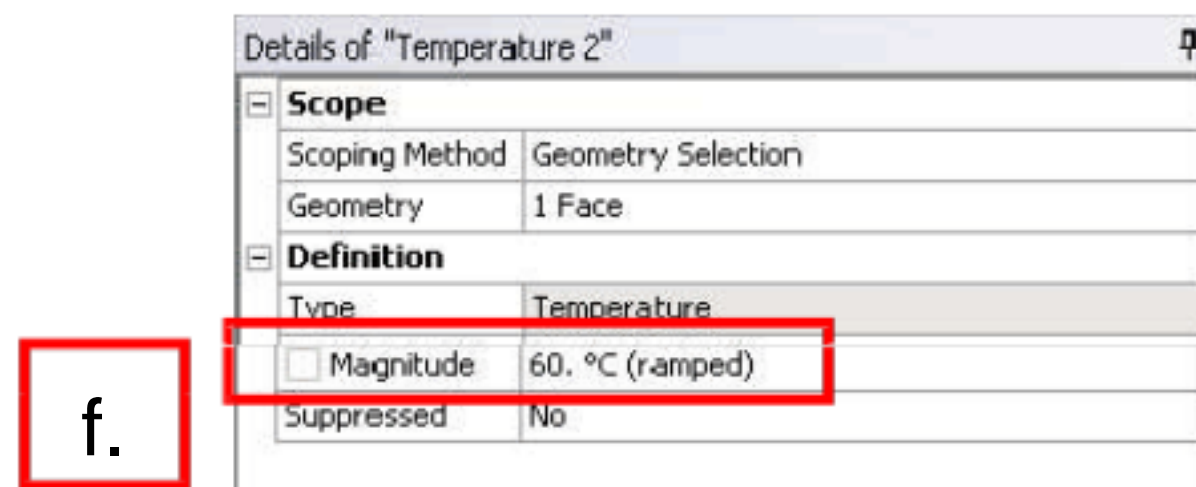 Details of "Temperature 2"
Scope
Scoping Method Geometry Selection
Geometry 1 Face
Definition
Type Temperature
Magnitude 60. °C (ramped)
Suppressed No
f.